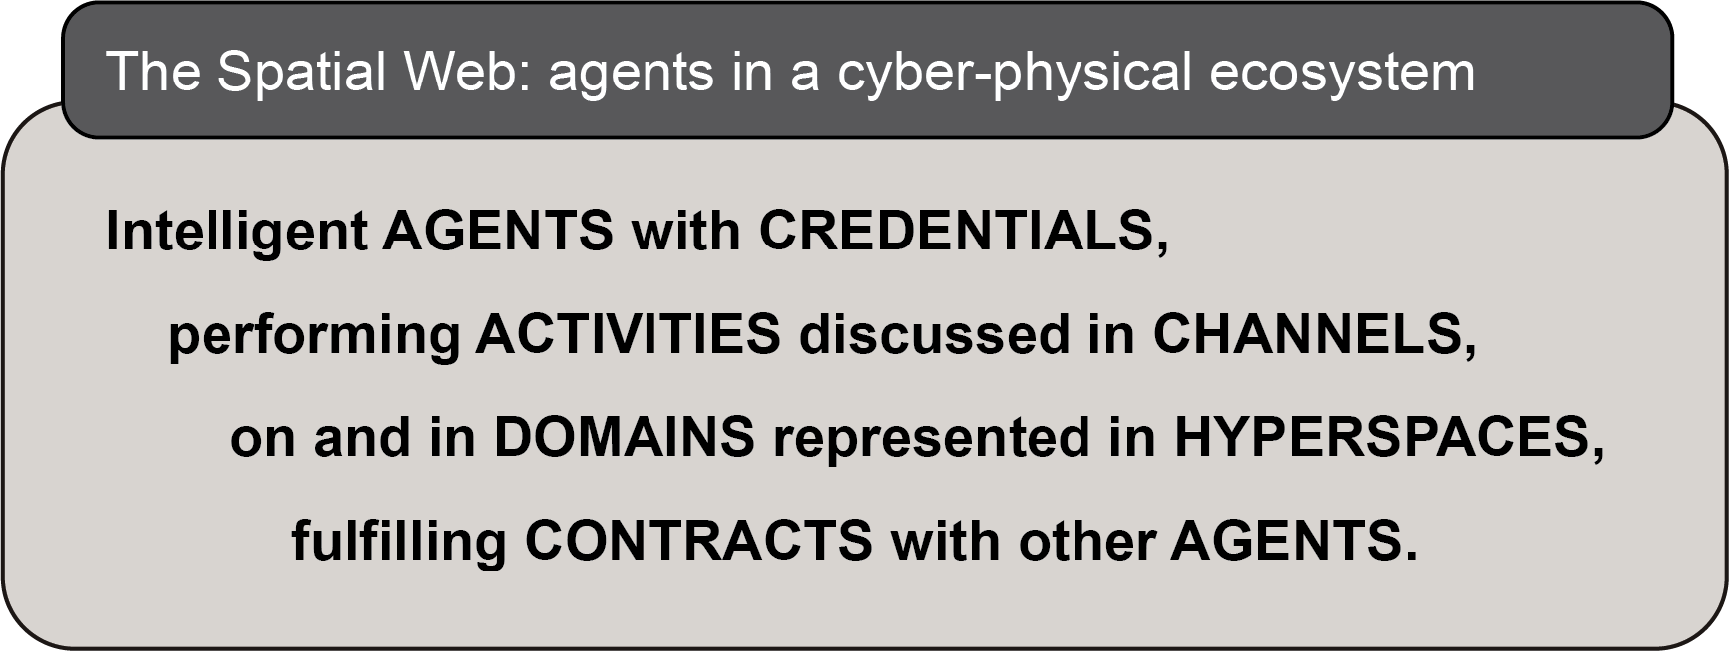 The Spatial Web: agents in a cyber-physical ecosystem
Intelligent AGENTS with CREDENTIALS,
performing ACTIVITIES discussed in CHANNELS,
on and in DOMAINS represented in HYPERSPACES,
fulfilling CONTRACTS with other AGENTS.